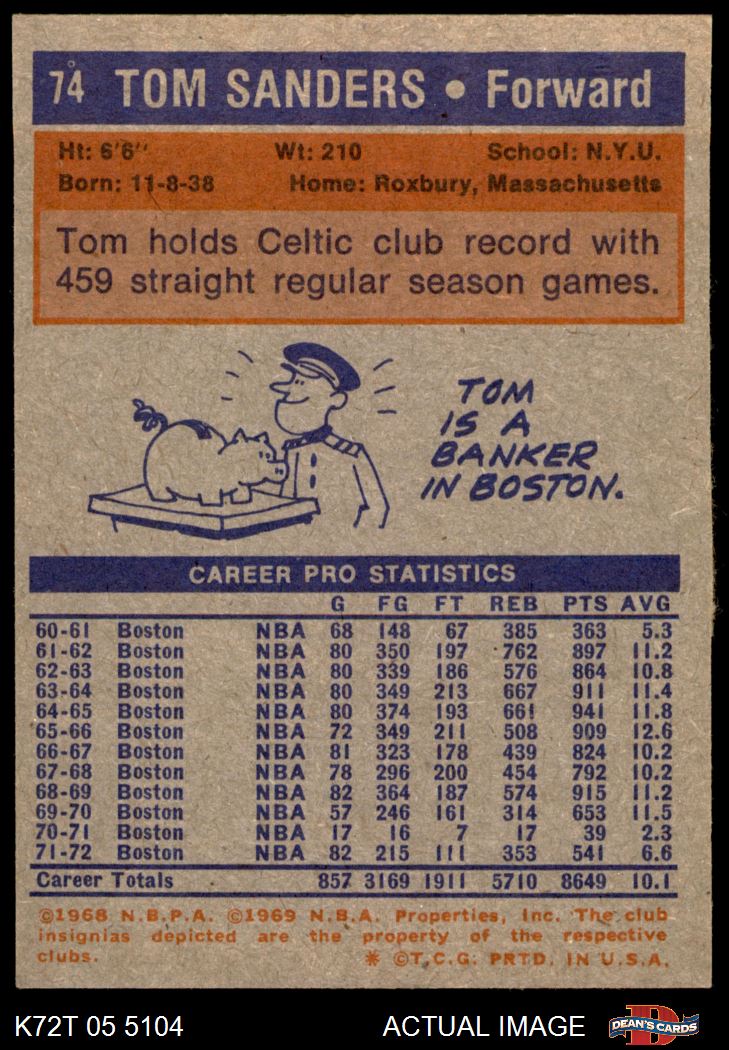 74 TOM SANDERS • Forward
Ht: 6'6" Wt: 210 School: N.Y.U.
Born: 11-8-38 Home: Roxbury, Massachusetts
Tom holds Celtic club record with
459 straight regular season games.
TOM
IS A
BANKER
IN BOSTON.
CAREER PRO STATISTICS
G FG FT REB PTS AVG
60-61 Boston NBA 68 148 67 385 363 5.3
61-62 Boston NBA 80 350 197 762 897 11.2
62-63 Boston NBA 80 339 186 576 864 10.8
63-64 Boston NBA 80 349 213 667 911 11.4
64-65 Boston NBA 80 374 193 661 941 11.8
65-66 Boston NBA 72 349 211 508 909 12.6
66-67 Boston NBA 81 323 178 439 824 10.2
67-68 Boston NBA 78 296 200 454 792 10.2
68-69 Boston NBA 82 364 187 574 915 11.2
69-70 Boston NBA 57 246 161 314 653 11.5
70-71 Boston NBA 17 16 7 17 39 2.3
71-72 Boston NBA 82 215 111 353 541 6.6
Career Totals 857 3169 1911 5710 8649 10.1
©1968 N.B.P.A. ©1969 N.B.A. Properties, Inc. The club
insignias depicted are the property of the respective
clubs. * ©T.C.G. PRTD. IN U.S.A.
K72T 05 5104 ACTUAL IMAGE DEAN'S CARDS